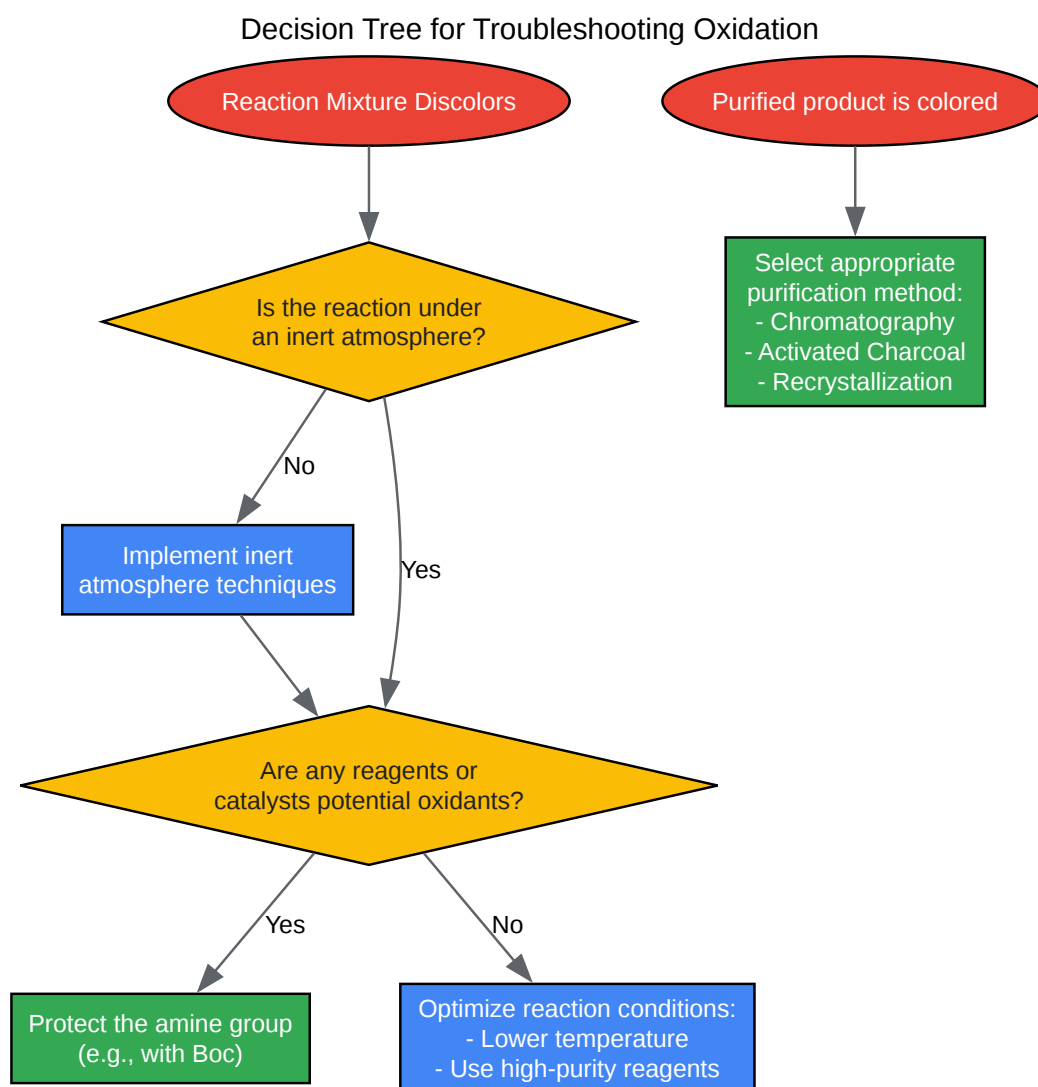 Decision Tree for Troubleshooting Oxidation
Reaction Mixture Discolors
Purified product is colored
Is the reaction under
an inert atmosphere?
Select appropriate
purification method:
- Chromatography
- Activated Charcoal
- Recrystallization
No
Implement inert
atmosphere techniques
Yes
Are any reagents or
catalysts potential oxidants?
Yes
No
Protect the amine group
(e.g., with Boc)
Optimize reaction conditions:
- Lower temperature
- Use high-purity reagents